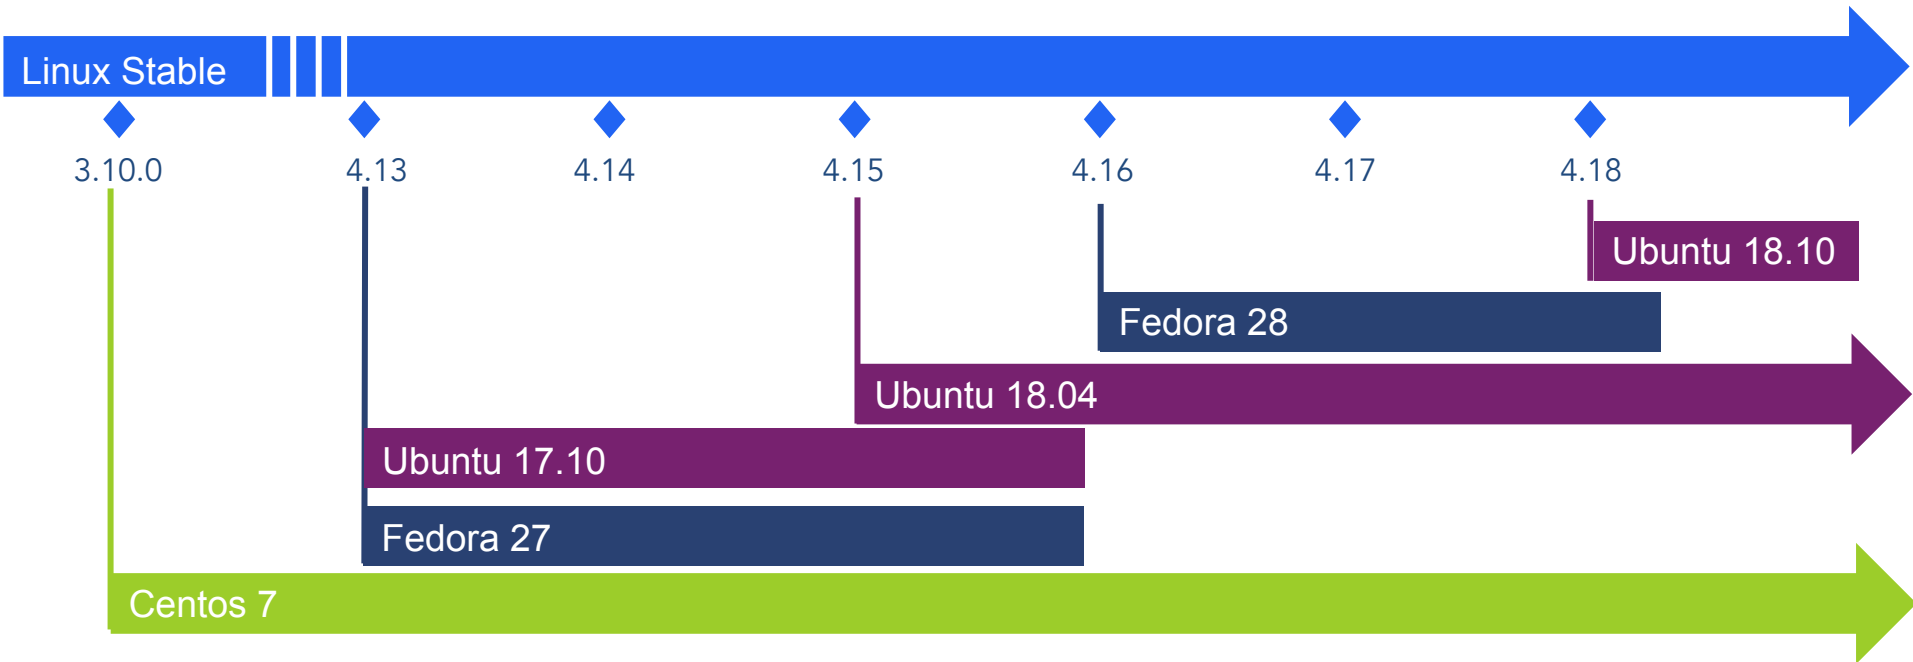 Linux Stable
3.10.0 4.13 4.14 4.15 4.16 4.17 4.18
Ubuntu 18.10
Fedora 28
Ubuntu 18.04
Ubuntu 17.10
Fedora 27
Centos 7